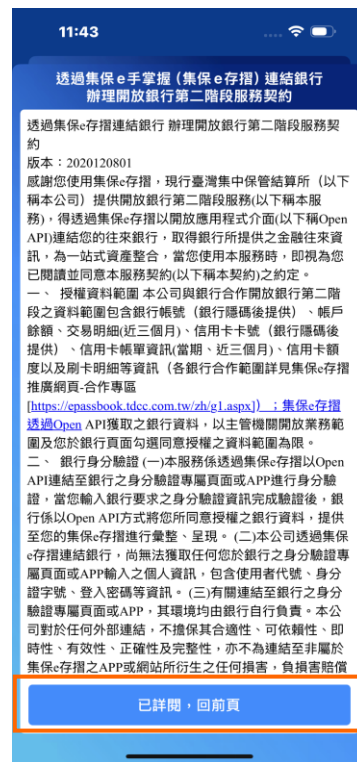 11:43
透過集保e手掌握(集保e存摺)連結銀行
辦理開放銀行第二階段服務契約
透過集保e存摺連結銀行 辦理開放銀行第二階段服務契
約
版本：2020120801
感謝您使用集保e存摺，現行臺灣集中保管結算所（以下
稱本公司）提供開放銀行第二階段服務(以下稱本服
務)，得透過集保e存摺以開放應用程式介面(以下稱Open
API)連結您的往來銀行，取得銀行所提供之金融往來資
訊，為一站式資產整合，當您使用本服務時，即視為您
已閱讀並同意本服務契約(以下稱本契約)之約定。
一、 授權資料範圍 本公司與銀行合作開放銀行第二階
段之資料範圍包含銀行帳號（銀行隱碼後提供）、帳戶
餘額、交易明細(近三個月)、信用卡卡號（銀行隱碼後
提供）、信用卡帳單資訊(當期、近三個月)、信用卡額
度以及刷卡明細等資訊（各銀行合作範圍詳見集保e存摺
推廣網頁-合作專區
[https://epassbook.tdcc.com.tw/zh/g1.aspx]）；集保e存摺
透過Open API獲取之銀行資料，以主管機關開放業務範
圍及您於銀行頁面勾選同意授權之資料範圍為限。
二、 銀行身分驗證 (一)本服務係透過集保e存摺以Open
API連結至銀行之身分驗證專屬頁面或APP進行身分驗
證，當您輸入銀行要求之身分驗證資訊完成驗證後，銀
行係以Open API方式將您所同意授權之銀行資料，提供
至您的集保e存摺進行彙整、呈現。(二)本公司透過集保
e存摺連結銀行，尚無法獲取任何您於銀行之身分驗證專
屬頁面或APP輸入之個人資訊，包含使用者代號、身分
證字號、登入密碼等資訊。(三)有關連結至銀行之身分
驗證專屬頁面或APP，其環境均由銀行自行負責。本公
司對於任何外部連結，不擔保其合適性、可依賴性、即
時性、有效性、正確性及完整性，亦不為連結至非屬於
集保e存摺之APP或網站所衍生之任何損害，負損害賠償
已詳閱，回前頁